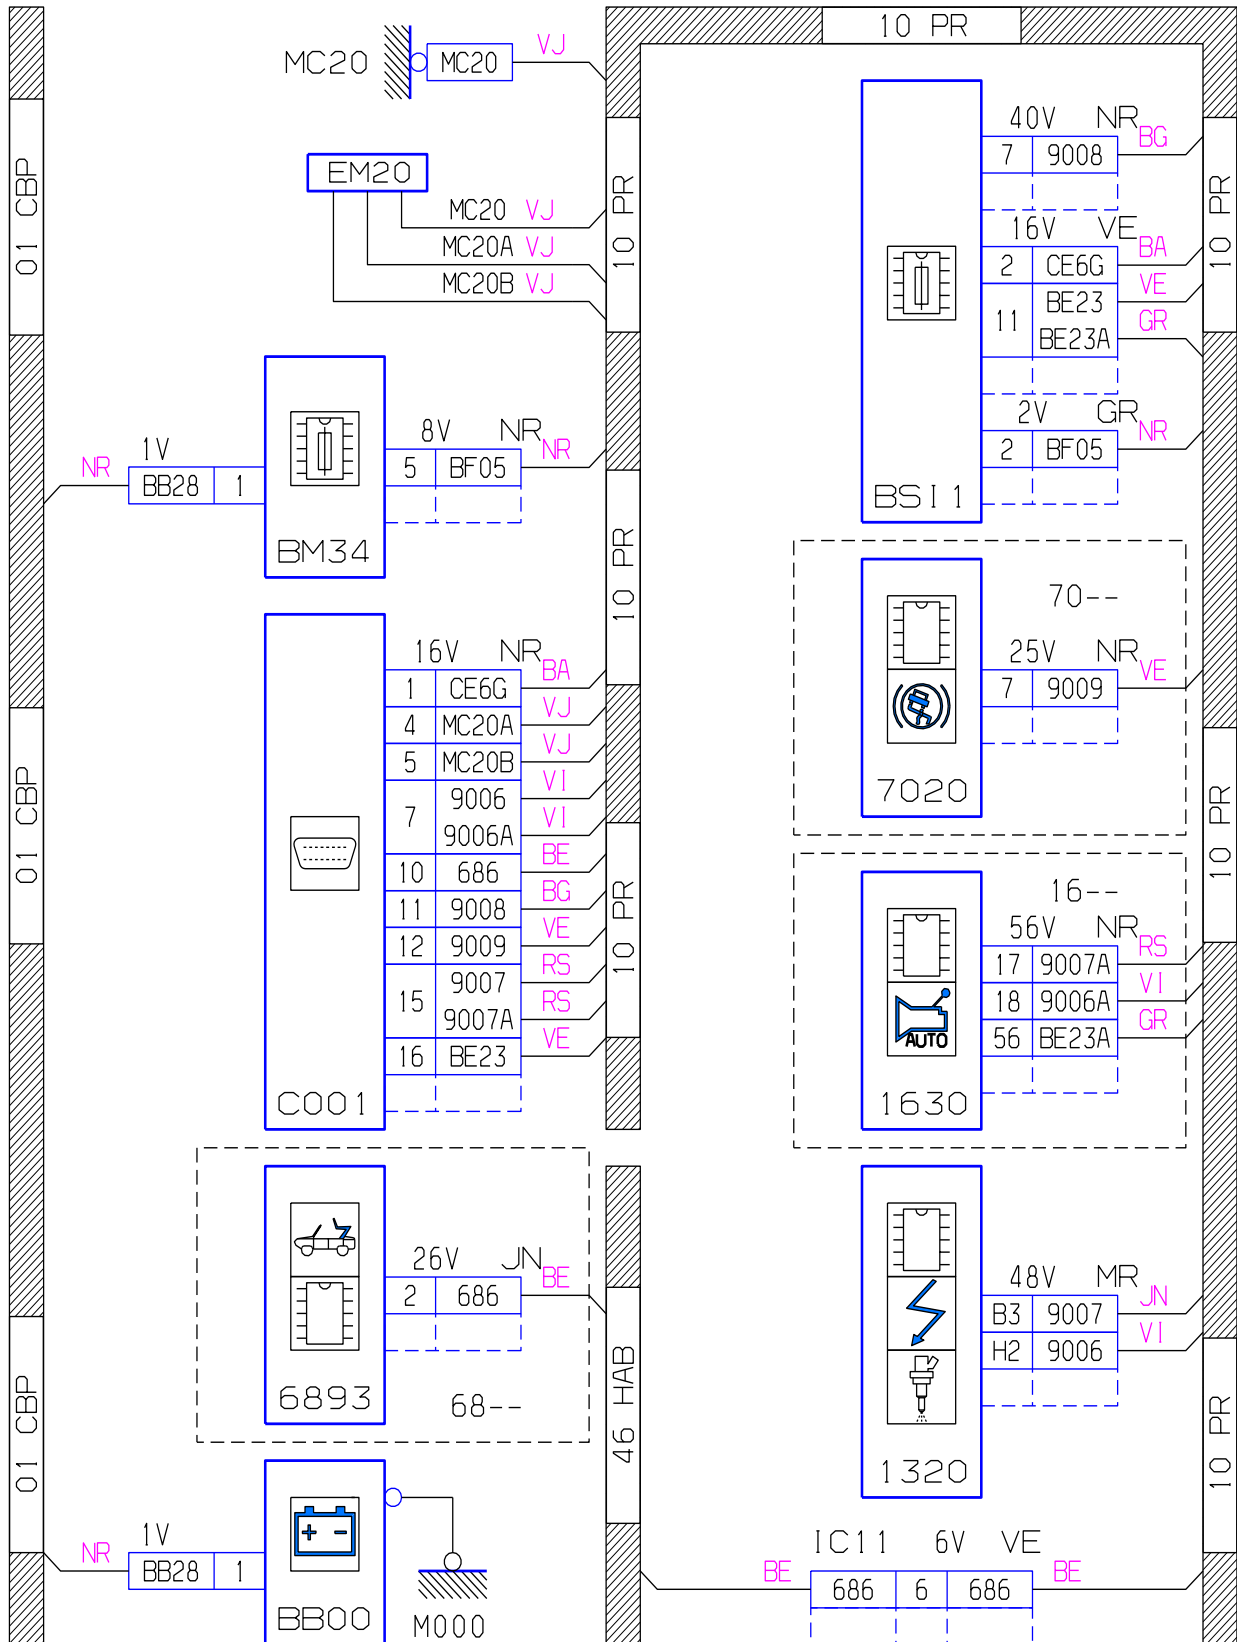 10 PR
01 CBP
01 CBP
01 CBP
MC20
MC20
VJ
EM20
MC20 VJ
MC20A VJ
MC20B VJ
10 PR
1V
NR
BB28 1
8V NR
5 BF05 NR
BM34
10 PR
16V NR
1 CE6G BA
4 MC20A VJ
5 MC20B VJ
7
9006 VI
9006A VI
10 686 BE
11 9008 BG
12 9009 VE
15
9007 RS
9007A RS
16 BE23 VE
C001
10 PR
26V JN
2 686 BE
6893
68--
46 HAB
1V
NR
BB28 1
BB00
M000
40V NR
7 9008 BG
16V VE
2 CE6G BA
11
BE23 VE
BE23A GR
2V GR
2 BF05 NR
BSI1
10 PR
70--
25V NR
7 9009 VE
7020
10 PR
16--
56V NR
17 9007A RS
18 9006A VI
56 BE23A GR
AUTO
1630
48V MR
B3 9007 JN
H2 9006 VI
1320
10 PR
IC11 6V VE
BE 686 6 686 BE